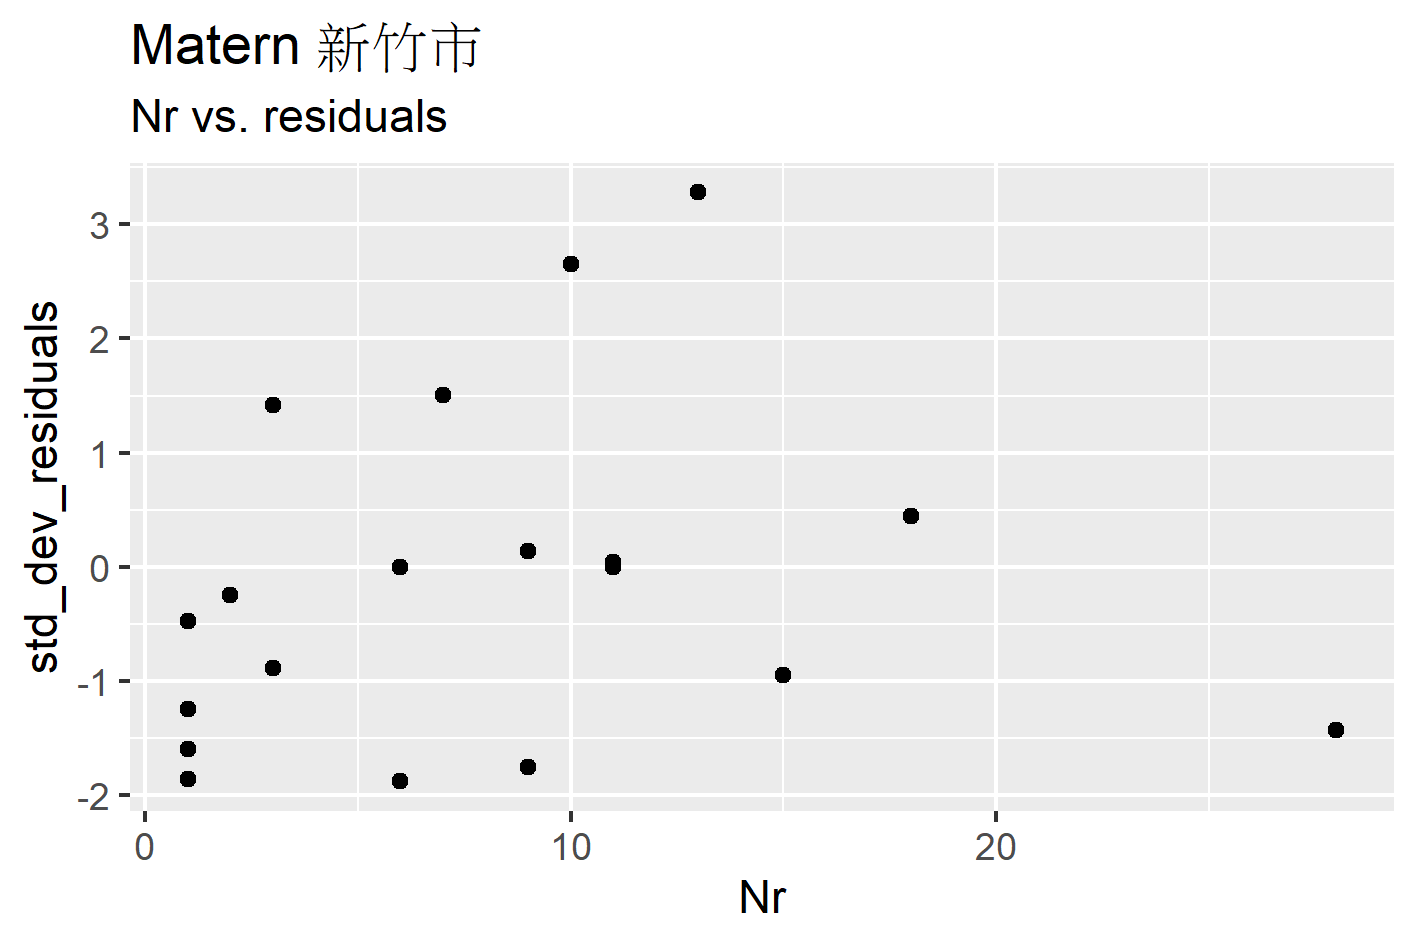 Matern 新竹市
Nr vs. residuals
std_dev_residuals
3
2
1
0
-1
-2
0 10 20
Nr